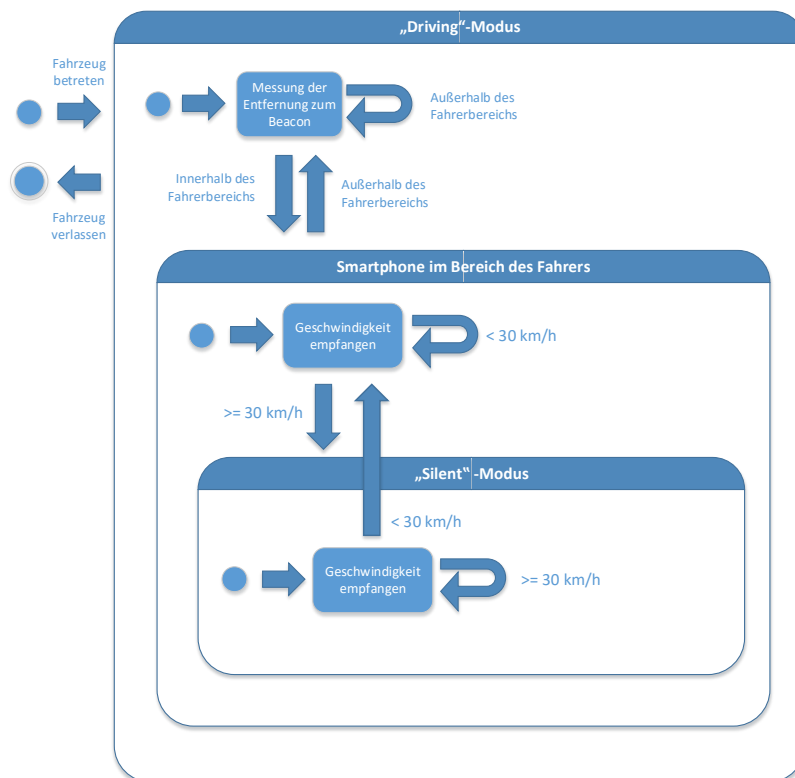 „Driving“-Modus
Fahrzeug
betreten
Messung der
Entfernung zum
Beacon
Außerhalb des
Fahrerbereichs
Innerhalb des
Fahrerbereichs
Außerhalb des
Fahrerbereichs
Fahrzeug
verlassen
Smartphone im Bereich des Fahrers
Geschwindigkeit
empfangen
< 30 km/h
>= 30 km/h
„Silent“ -Modus
< 30 km/h
Geschwindigkeit
empfangen
>= 30 km/h